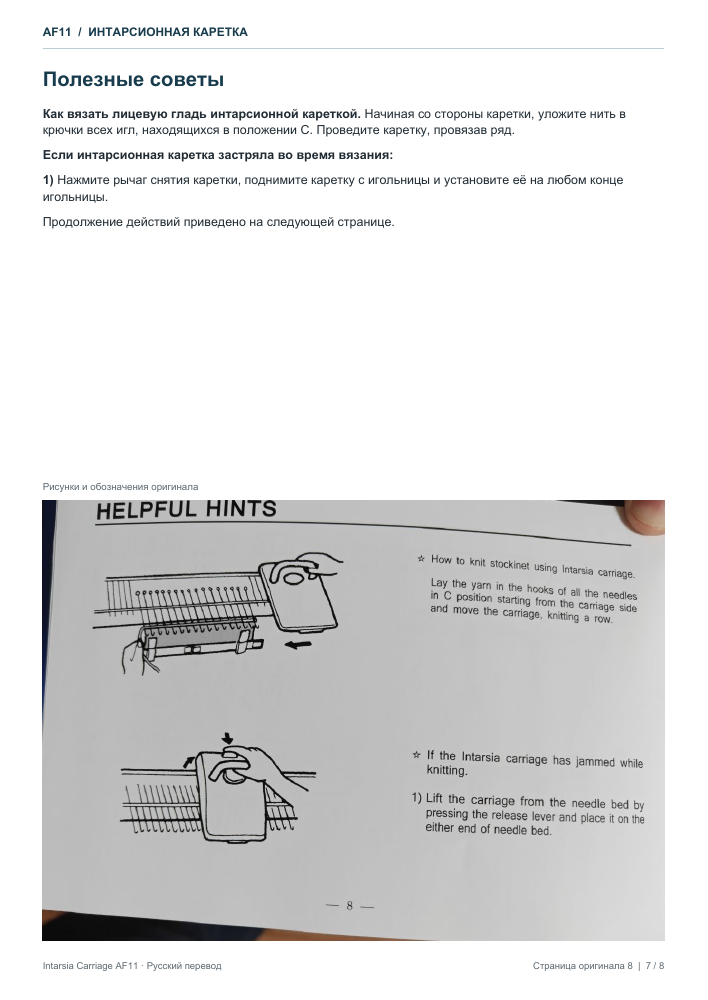 AF11 / ИНТАРСИОННАЯ КАРЕТКА
Полезные советы
Как вязать лицевую гладь интарсионной кареткой. Начиная со стороны каретки, уложите нить в
крючки всех игл, находящихся в положении С. Проведите каретку, провязав ряд.
Если интарсионная каретка застряла во время вязания:
1) Нажмите рычаг снятия каретки, поднимите каретку с игольницы и установите её на любом конце
игольницы.
Продолжение действий приведено на следующей странице.
Рисунки и обозначения оригинала
HELPFUL HINTS
☆ How to knit stockinet using Intarsia carriage.
Lay the yarn in the hooks of all the needles
in C position starting from the carriage side
and move the carriage, knitting a row.
☆ If the Intarsia carriage has jammed while
knitting.
1) Lift the carriage from the needle bed by
pressing the release lever and place it on the
either end of needle bed.
— 8 —
Intarsia Carriage AF11 · Русский перевод
Страница оригинала 8 | 7 / 8